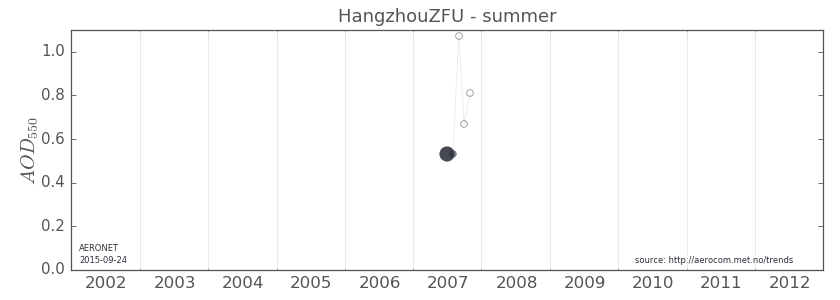 HangzhouZFU - summer
1.0
0.8
0.6
0.4
0.2
0.0
AOD550
AERONET
2015-09-24
source: http://aerocom.met.no/trends
2002 2003 2004 2005 2006 2007 2008 2009 2010 2011 2012